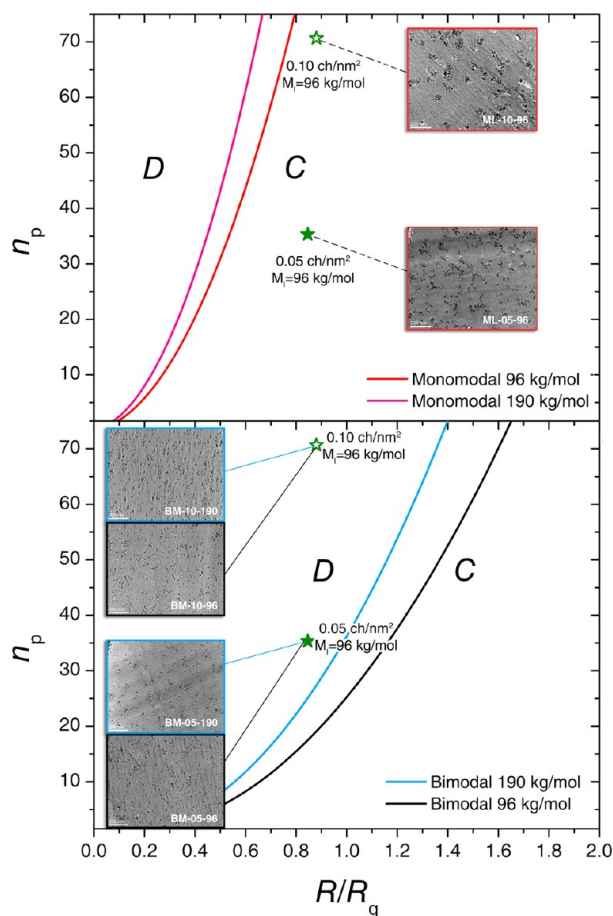 70
60
50
40
30
20
10
n_p
D
C
0.10 ch/nm²
M_l=96 kg/mol
ML-10-96
0.05 ch/nm²
M_l=96 kg/mol
ML-05-96
Monomodal 96 kg/mol
Monomodal 190 kg/mol
70
60
50
40
30
20
10
n_p
BM-10-190
BM-10-96
BM-05-190
BM-05-96
0.10 ch/nm²
M_l=96 kg/mol
D
C
0.05 ch/nm²
M_l=96 kg/mol
Bimodal 190 kg/mol
Bimodal 96 kg/mol
0.0 0.2 0.4 0.6 0.8 1.0 1.2 1.4 1.6 1.8 2.0
R/R_g